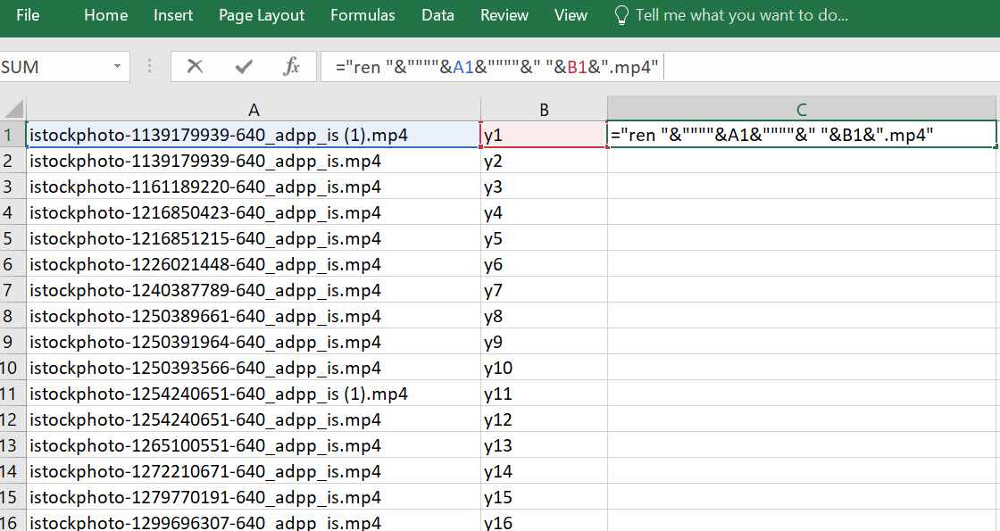 File Home Insert Page Layout Formulas Data Review View Tell me what you want to do...
SUM fx ="ren "&""""&A1&""""&" "&B1&".mp4"
A B C
1 istockphoto-1139179939-640_adpp_is (1).mp4 y1 ="ren "&""""&A1&""""&" "&B1&".mp4"
2 istockphoto-1139179939-640_adpp_is.mp4 y2
3 istockphoto-1161189220-640_adpp_is.mp4 y3
4 istockphoto-1216850423-640_adpp_is.mp4 y4
5 istockphoto-1216851215-640_adpp_is.mp4 y5
6 istockphoto-1226021448-640_adpp_is.mp4 y6
7 istockphoto-1240387789-640_adpp_is.mp4 y7
8 istockphoto-1250389661-640_adpp_is.mp4 y8
9 istockphoto-1250391964-640_adpp_is.mp4 y9
10 istockphoto-1250393566-640_adpp_is.mp4 y10
11 istockphoto-1254240651-640_adpp_is (1).mp4 y11
12 istockphoto-1254240651-640_adpp_is.mp4 y12
13 istockphoto-1265100551-640_adpp_is.mp4 y13
14 istockphoto-1272210671-640_adpp_is.mp4 y14
15 istockphoto-1279770191-640_adpp_is.mp4 y15
16 istockphoto-1299696307-640_adpp_is.mp4 y16